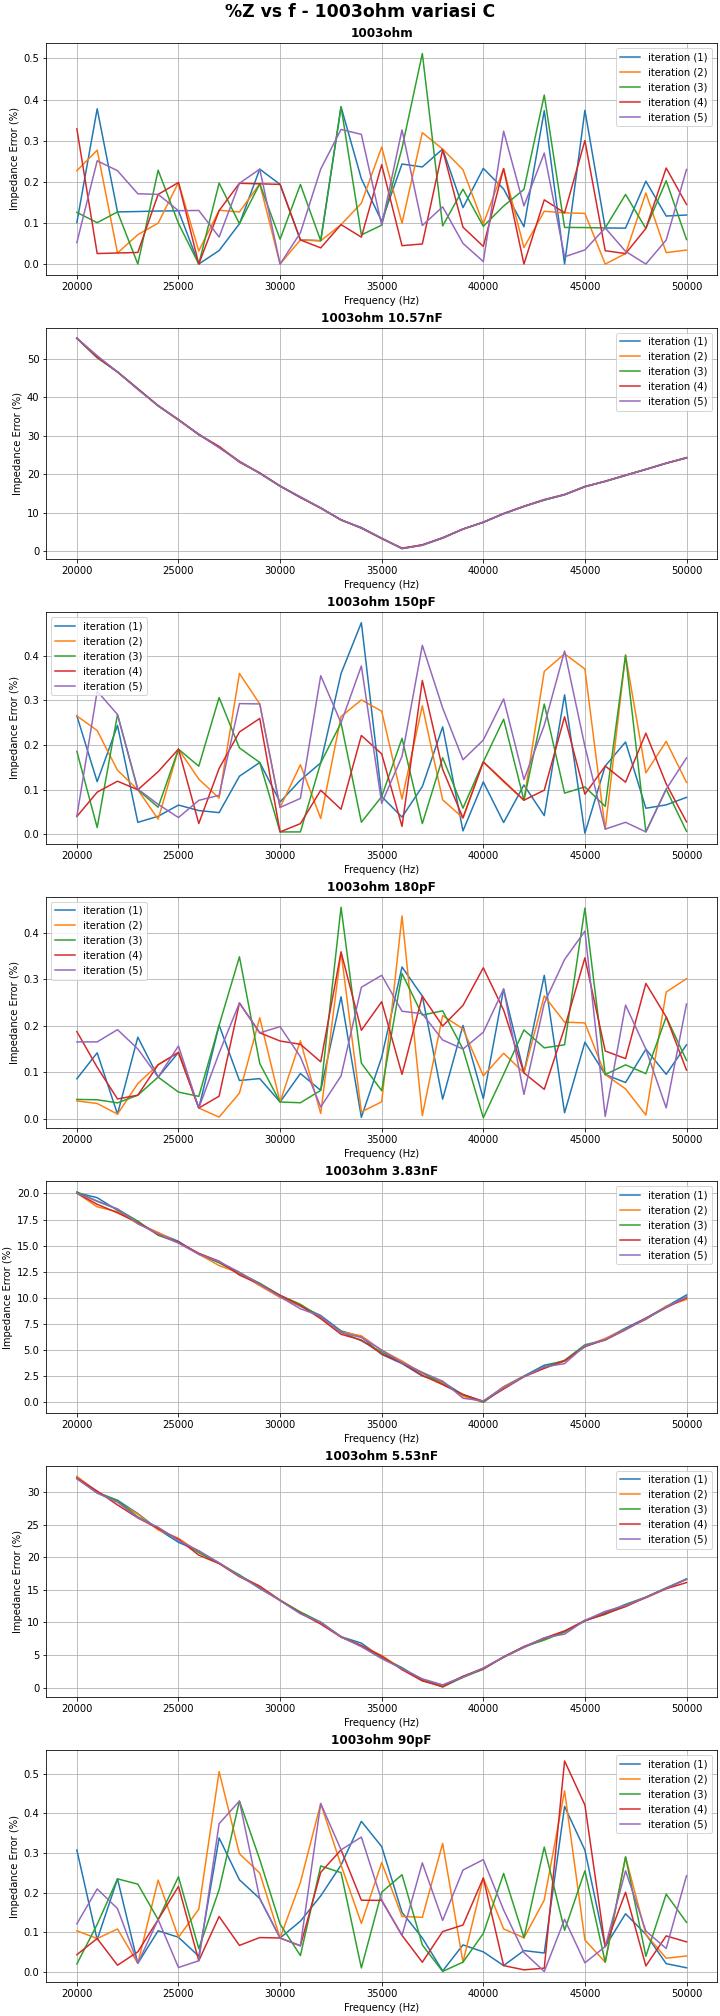 %Z vs f - 1003ohm variasi C
1003ohm
Impedance Error (%)
0.5
0.4
0.3
0.2
0.1
0.0
iteration (1)
iteration (2)
iteration (3)
iteration (4)
iteration (5)
20000 25000 30000 35000 40000 45000 50000
Frequency (Hz)
1003ohm 10.57nF
Impedance Error (%)
50
40
30
20
10
0
iteration (1)
iteration (2)
iteration (3)
iteration (4)
iteration (5)
20000 25000 30000 35000 40000 45000 50000
Frequency (Hz)
1003ohm 150pF
Impedance Error (%)
0.4
0.3
0.2
0.1
0.0
iteration (1)
iteration (2)
iteration (3)
iteration (4)
iteration (5)
20000 25000 30000 35000 40000 45000 50000
Frequency (Hz)
1003ohm 180pF
Impedance Error (%)
0.4
0.3
0.2
0.1
0.0
iteration (1)
iteration (2)
iteration (3)
iteration (4)
iteration (5)
20000 25000 30000 35000 40000 45000 50000
Frequency (Hz)
1003ohm 3.83nF
Impedance Error (%)
20.0
17.5
15.0
12.5
10.0
7.5
5.0
2.5
0.0
iteration (1)
iteration (2)
iteration (3)
iteration (4)
iteration (5)
20000 25000 30000 35000 40000 45000 50000
Frequency (Hz)
1003ohm 5.53nF
Impedance Error (%)
30
25
20
15
10
5
0
iteration (1)
iteration (2)
iteration (3)
iteration (4)
iteration (5)
20000 25000 30000 35000 40000 45000 50000
Frequency (Hz)
1003ohm 90pF
Impedance Error (%)
0.5
0.4
0.3
0.2
0.1
0.0
iteration (1)
iteration (2)
iteration (3)
iteration (4)
iteration (5)
20000 25000 30000 35000 40000 45000 50000
Frequency (Hz)